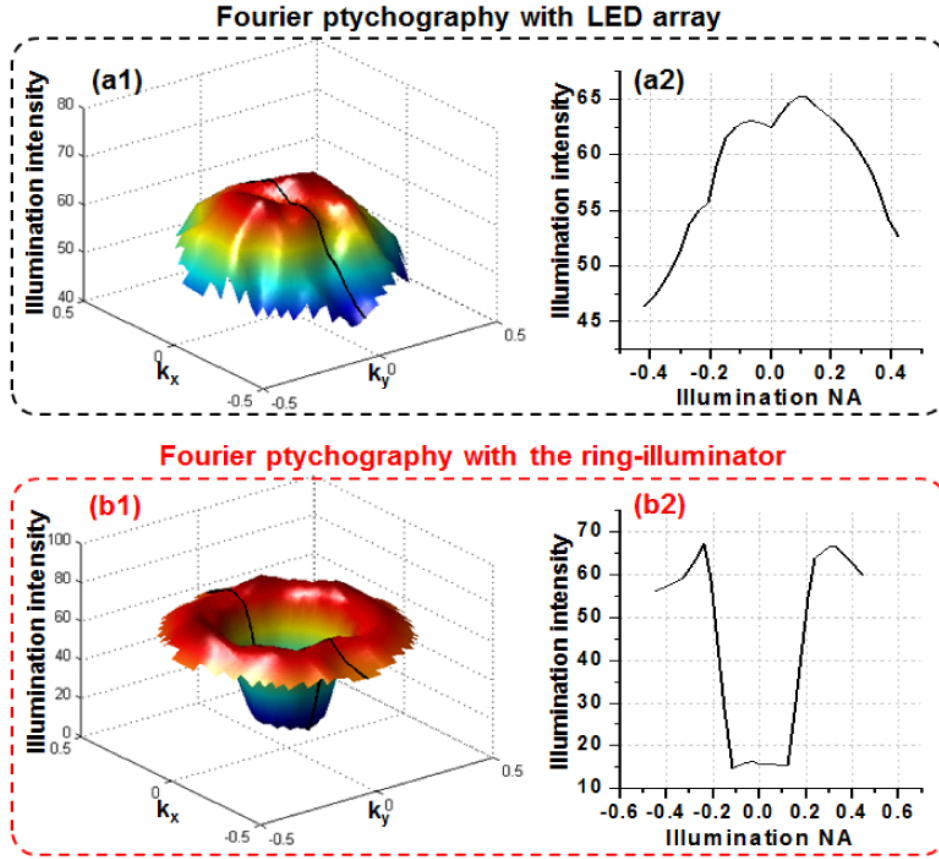 Fourier ptychography with LED array
(a1)
Illumination intensity
80
70
60
50
40
0.5
0
-0.5
kx
-0.5
0
0.5
ky
(a2)
Illumination intensity
65
60
55
50
45
-0.4 -0.2 0.0 0.2 0.4
Illumination NA
Fourier ptychography with the ring-illuminator
(b1)
Illumination intensity
100
80
60
40
20
0
0.5
0
-0.5
kx
-0.5
0
0.5
ky
(b2)
Illumination intensity
70
60
50
40
30
20
10
-0.6 -0.4 -0.2 0.0 0.2 0.4 0.6
Illumination NA